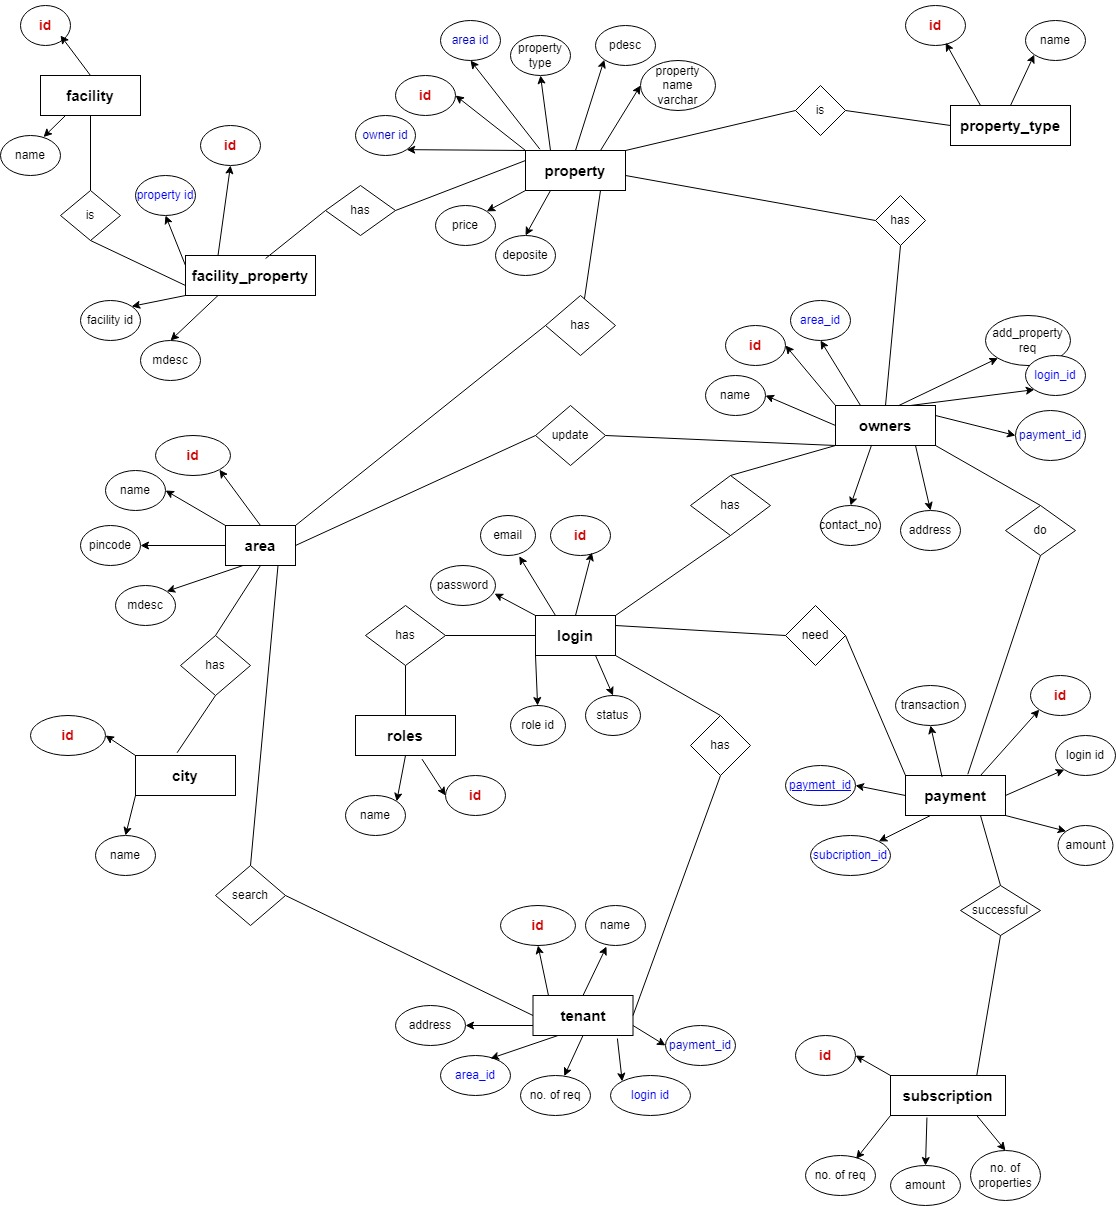 id
facility
name
is
id
property id
facility_property
facility id
mdesc
has
area id
property
type
pdesc
property
name
varchar
id
owner id
property
price
deposite
is
id
name
property_type
has
has
id
area_id
name
add_property
req
login_id
payment_id
owners
contact_no
address
update
has
do
id
name
pincode
area
mdesc
has
id
city
name
search
email
id
password
login
has
role id
status
roles
name
id
need
has
transaction
id
login id
payment_id
payment
subcription_id
amount
successful
id
name
address
tenant
area_id
no. of req
login id
payment_id
id
subscription
no. of req
amount
no. of
properties